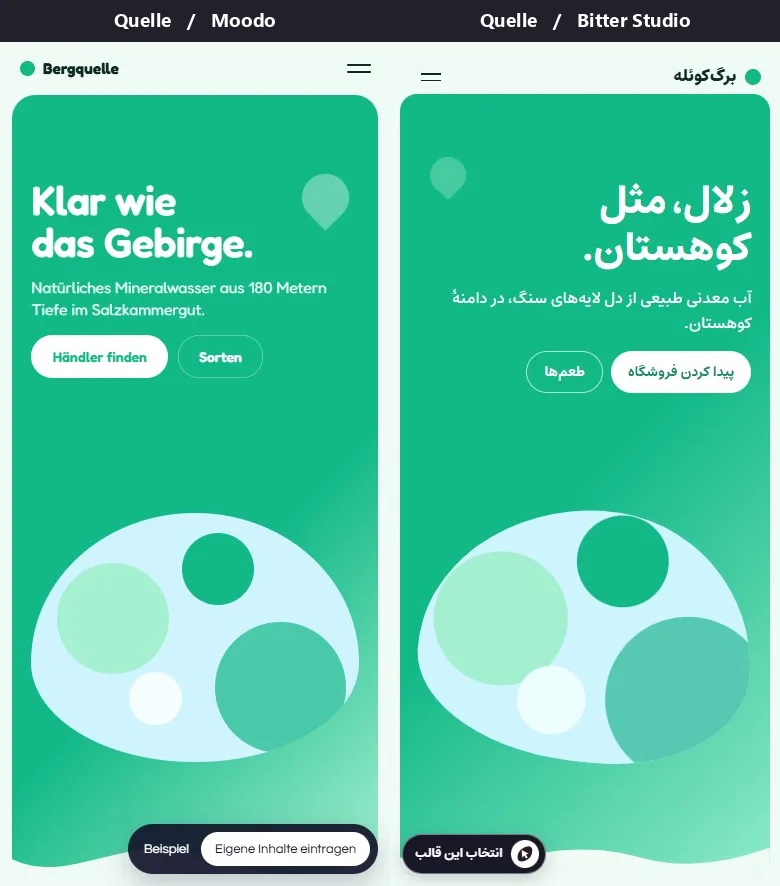 Quelle / Moodo
Bergquelle
Klar wie
das Gebirge.
Natürliches Mineralwasser aus 180 Metern
Tiefe im Salzkammergut.
Händler finden
Sorten
Beispiel
Eigene Inhalte eintragen
Quelle / Bitter Studio
برگ‌کوئله
زلال، مثل
کوهستان.
آب معدنی طبیعی از دل لایه‌های سنگ، در دامنهٔ
کوهستان.
پیدا کردن فروشگاه
طعم‌ها
انتخاب این قالب